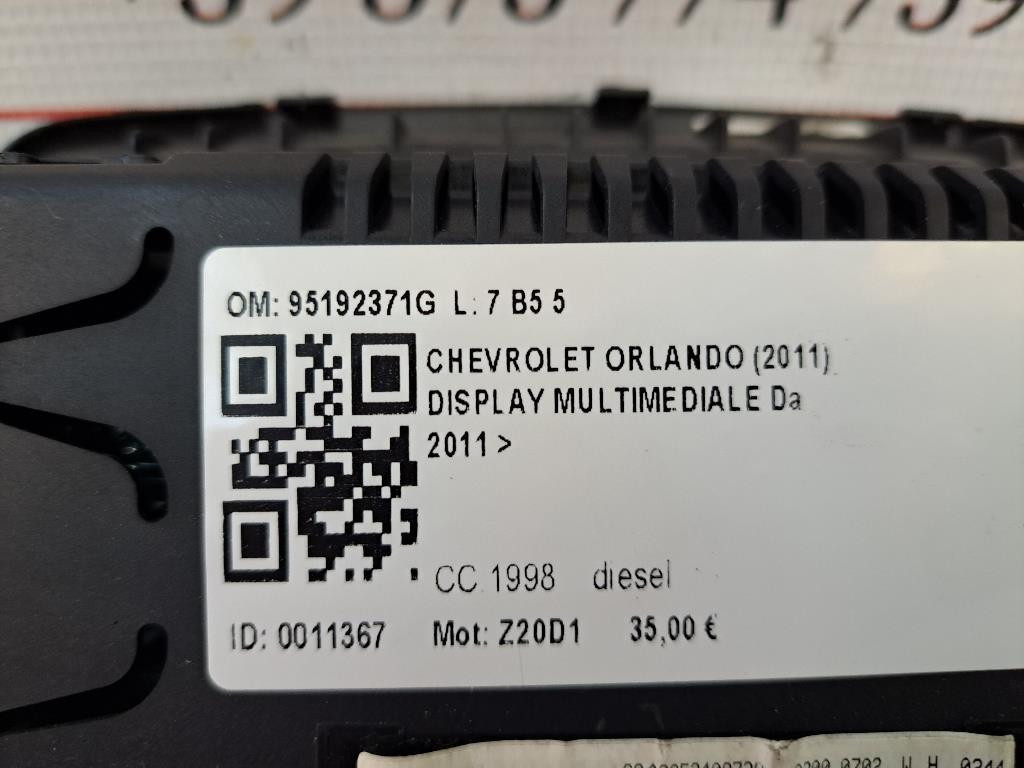 OM: 95192371G L: 7 B5 5
CHEVROLET ORLANDO (2011)
DISPLAY MULTIMEDIALE Da
2011 >
CC 1998 diesel
ID: 0011367 Mot: Z20D1 35,00 €
W H 0344